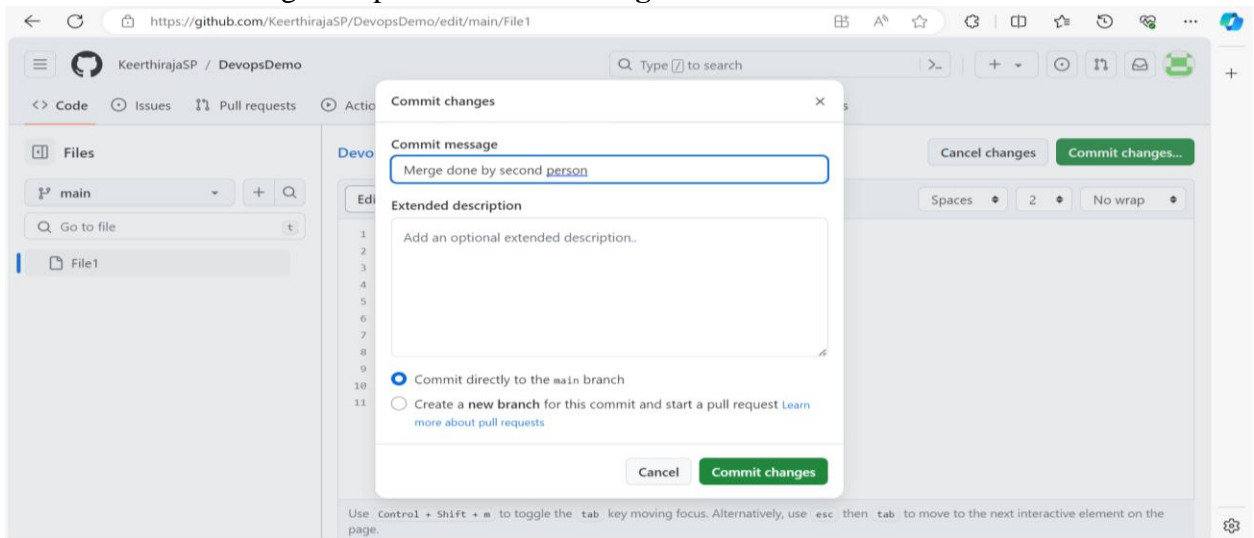 https://github.com/KeerthirajaSP/DevopsDemo/edit/main/File1
KeerthirajaSP / DevopsDemo
Type / to search
<> Code Issues Pull requests Actio
Commit changes
Files
Devo
Cancel changes Commit changes...
Commit message
Merge done by second person
main
Edi
Spaces 2 No wrap
Go to file t
Extended description
Add an optional extended description..
File1
1
2
3
4
5
6
7
8
9
10
11
Commit directly to the main branch
Create a new branch for this commit and start a pull request Learn
more about pull requests
Cancel Commit changes
Use Control + Shift + m to toggle the tab key moving focus. Alternatively, use esc then tab to move to the next interactive element on the
page.